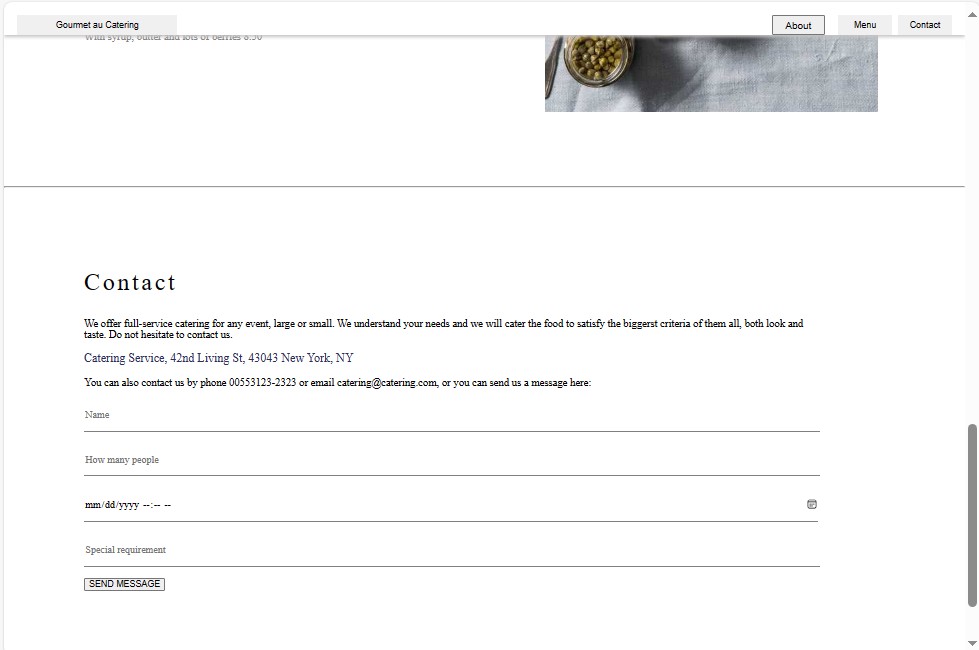 Gourmet au Catering
About
Menu
Contact
With syrup, butter and lots of berries 8.50
Contact
We offer full-service catering for any event, large or small. We understand your needs and we will cater the food to satisfy the biggerst criteria of them all, both look and
taste. Do not hesitate to contact us.
Catering Service, 42nd Living St, 43043 New York, NY
You can also contact us by phone 00553123-2323 or email catering@catering.com, or you can send us a message here:
Name
How many people
mm/dd/yyyy --:-- --
Special requirement
SEND MESSAGE